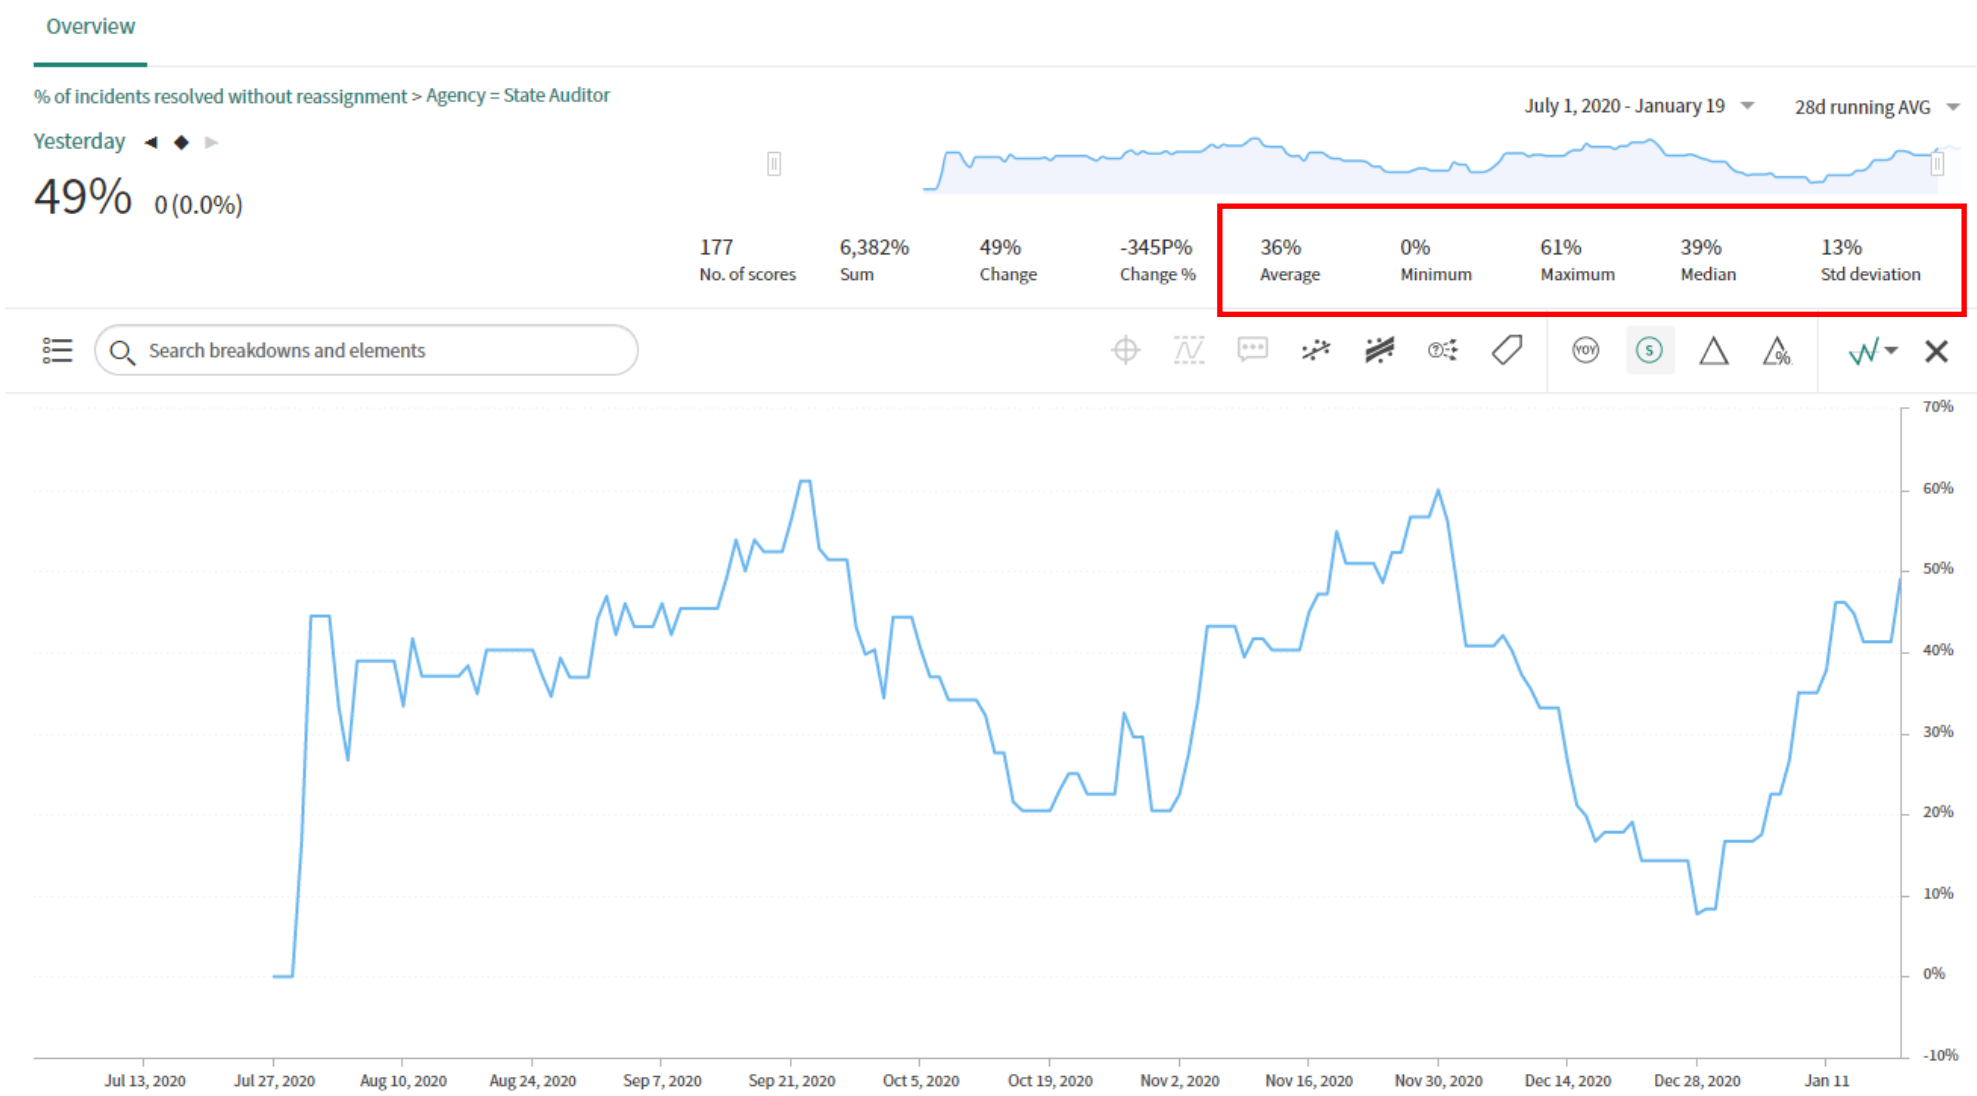 Overview
% of incidents resolved without reassignment > Agency = State Auditor
July 1, 2020 - January 19
28d running AVG
Yesterday
49% 0 (0.0%)
177 6,382% 49% -345P% 36% 0% 61% 39% 13%
No. of scores Sum Change Change % Average Minimum Maximum Median Std deviation
Search breakdowns and elements
YOY
S
%
70%
60%
50%
40%
30%
20%
10%
0%
-10%
Jul 13, 2020 Jul 27, 2020 Aug 10, 2020 Aug 24, 2020 Sep 7, 2020 Sep 21, 2020 Oct 5, 2020 Oct 19, 2020 Nov 2, 2020 Nov 16, 2020 Nov 30, 2020 Dec 14, 2020 Dec 28, 2020 Jan 11